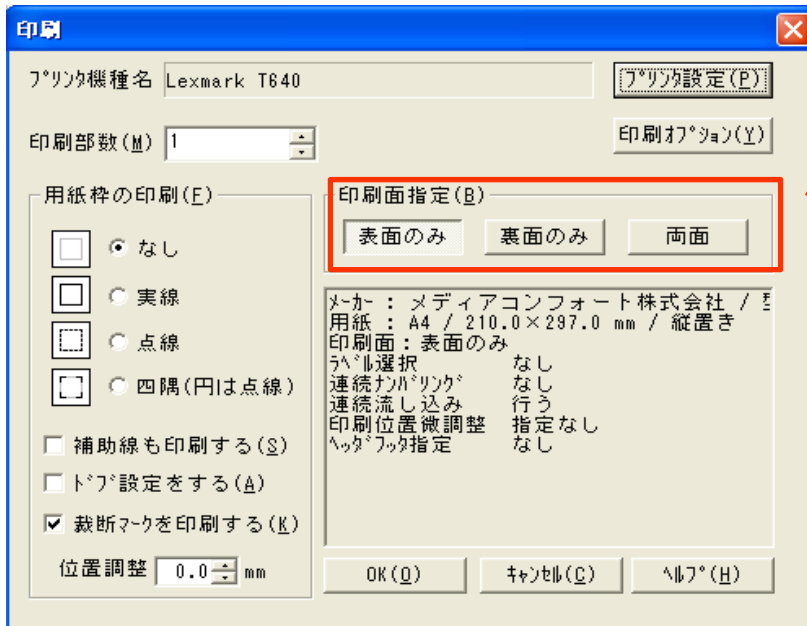 印刷
ﾌﾟﾘﾝﾀ機種名 Lexmark T640
ﾌﾟﾘﾝﾀ設定(P)
印刷部数(M) 1
印刷ｵﾌﾟｼｮﾝ(Y)
用紙枠の印刷(F)
なし
実線
点線
四隅(円は点線)
補助線も印刷する(S)
ﾄﾞﾌﾞ設定をする(A)
裁断ﾏｰｸを印刷する(K)
位置調整 0.0 mm
印刷面指定(B)
表面のみ 裏面のみ 両面
ﾒｰｶｰ : メディアコンフォート株式会社 /
用紙 : A4 / 210.0×297.0 mm / 縦置き
印刷面：表面のみ
ﾗﾍﾞﾙ選択 なし
連続ﾅﾝﾊﾞﾘﾝｸﾞ なし
連続流し込み 行う
印刷位置微調整 指定なし
ﾍｯﾀﾞﾌｯﾀ指定 なし
OK(O) ｷｬﾝｾﾙ(C) ﾍﾙﾌﾟ(H)